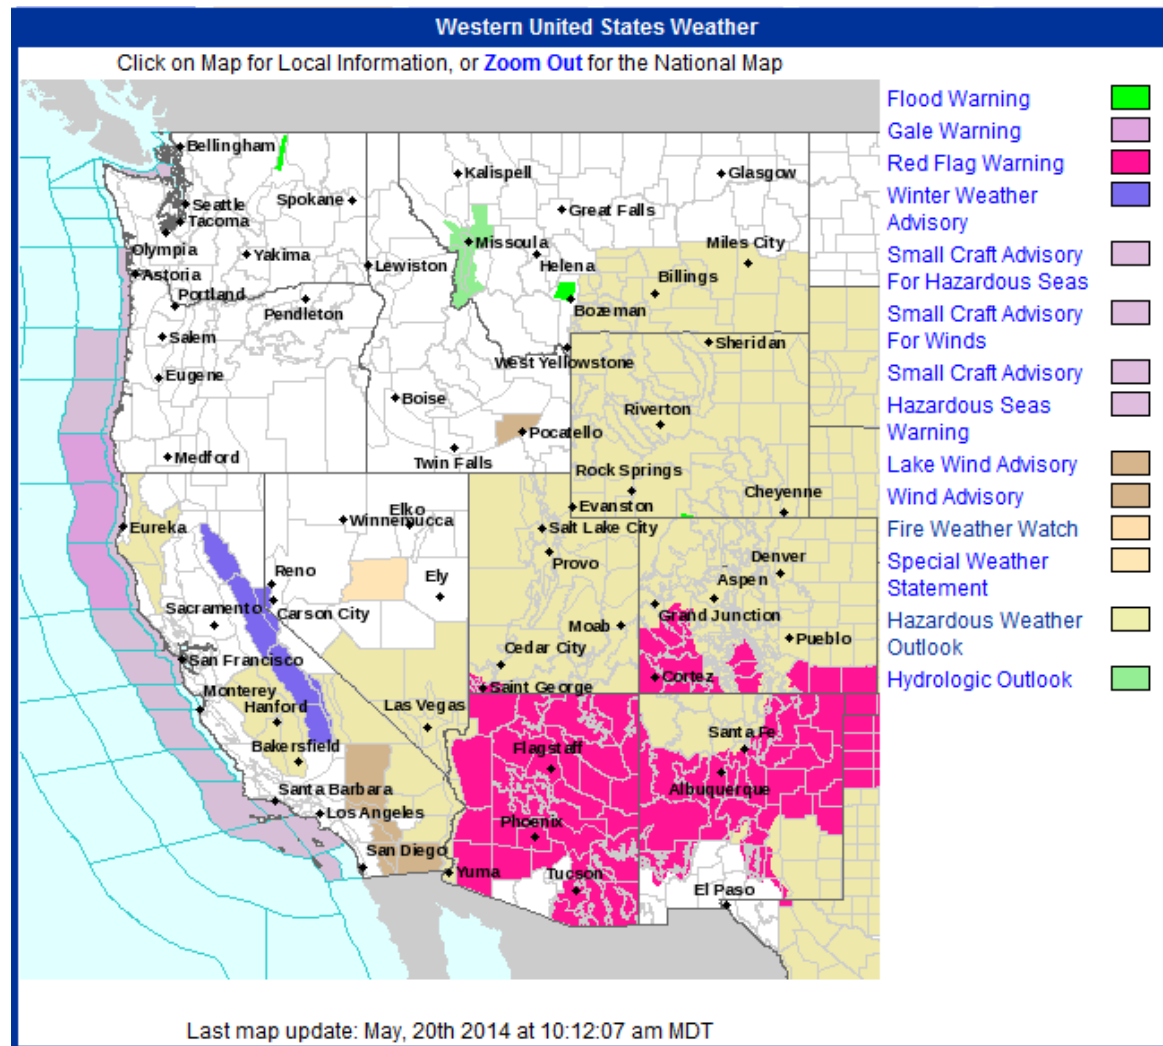 Western United States Weather
Click on Map for Local Information, or Zoom Out for the National Map
Flood Warning
Gale Warning
Red Flag Warning
Winter Weather
Advisory
Small Craft Advisory
For Hazardous Seas
Small Craft Advisory
For Winds
Small Craft Advisory
Hazardous Seas
Warning
Lake Wind Advisory
Wind Advisory
Fire Weather Watch
Special Weather
Statement
Hazardous Weather
Outlook
Hydrologic Outlook
Bellingham
Kalispell
Glasgow
Seattle
Spokane
Great Falls
Tacoma
Olympia
Yakima
Missoula
Miles City
Lewiston
Helena
Astoria
Billings
Portland
Pendleton
Bozeman
Salem
Sheridan
West Yellowstone
Eugene
Boise
Riverton
Pocatello
Medford
Twin Falls
Rock Springs
Cheyenne
Evanston
Elko
Eureka
Winnemucca
Salt Lake City
Provo
Denver
Reno
Ely
Aspen
Sacramento
Carson City
Grand Junction
Moab
Pueblo
Cedar City
San Francisco
Cortez
Saint George
Monterey
Hanford
Las Vegas
Santa Fe
Bakersfield
Flagstaff
Albuquerque
Santa Barbara
Los Angeles
Phoenix
San Diego
Yuma
Tucson
El Paso
Last map update: May, 20th 2014 at 10:12:07 am MDT